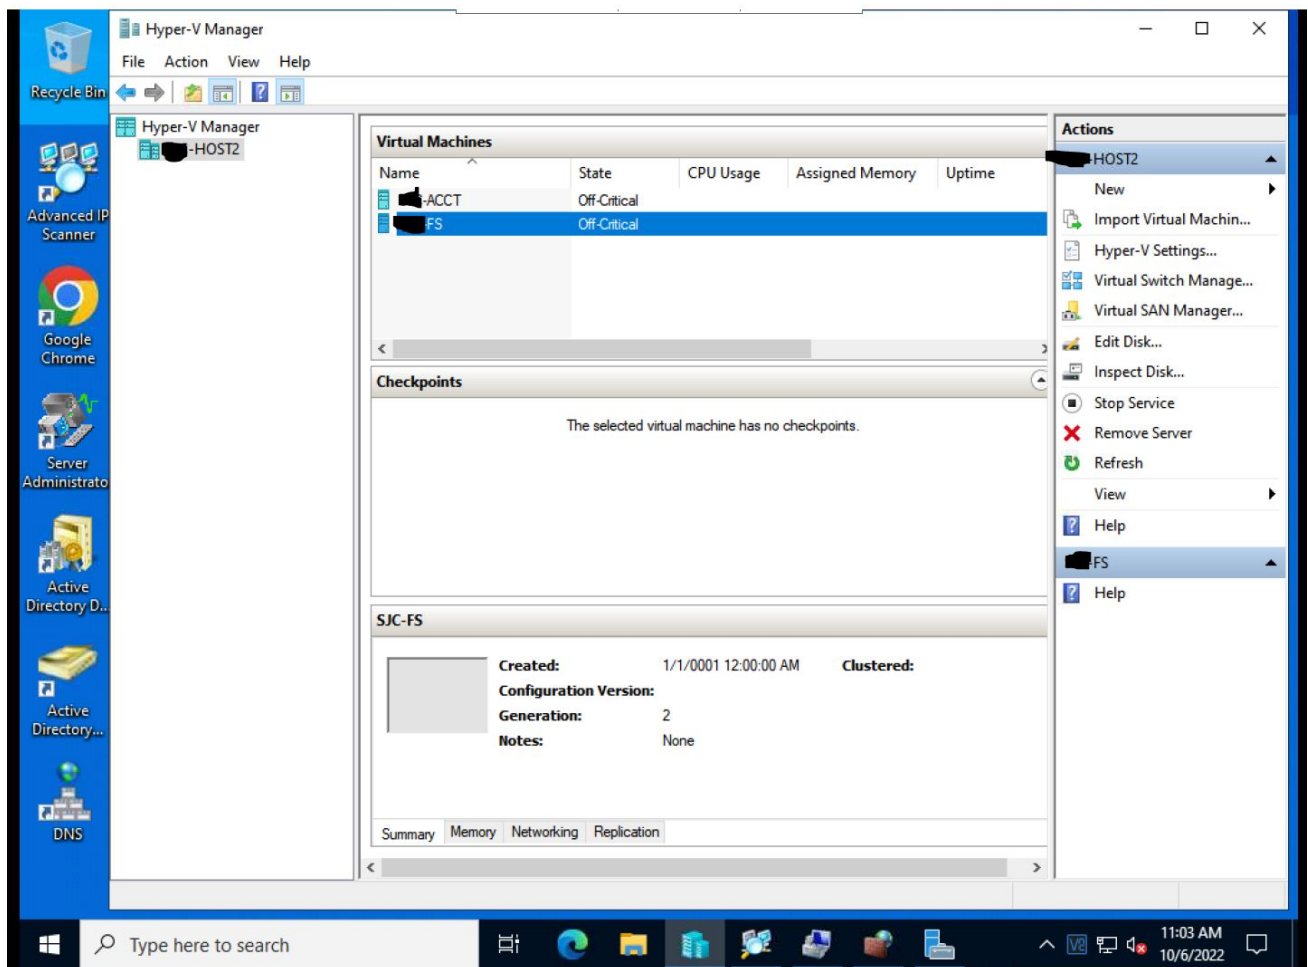 Hyper-V Manager
File Action View Help
Recycle Bin
Advanced IP
Scanner
Google
Chrome
Server
Administrato
Active
Directory D...
Active
Directory...
DNS
Hyper-V Manager
-HOST2
Virtual Machines
Name State CPU Usage Assigned Memory Uptime
-ACCT Off-Critical
-FS Off-Critical
Checkpoints
The selected virtual machine has no checkpoints.
SJC-FS
Created: 1/1/0001 12:00:00 AM Clustered:
Configuration Version:
Generation: 2
Notes: None
Summary Memory Networking Replication
Actions
-HOST2
New
Import Virtual Machin...
Hyper-V Settings...
Virtual Switch Manage...
Virtual SAN Manager...
Edit Disk...
Inspect Disk...
Stop Service
Remove Server
Refresh
View
Help
-FS
Help
Type here to search
11:03 AM
10/6/2022